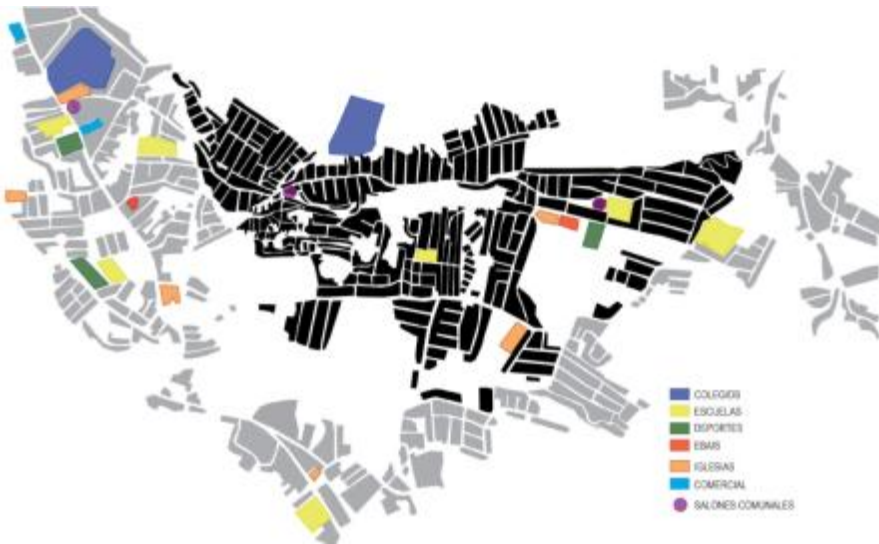 COLEGIOS
ESCUELAS
DEPORTES
EBAIS
IGLESIAS
COMERCIAL
SALONES COMUNALES